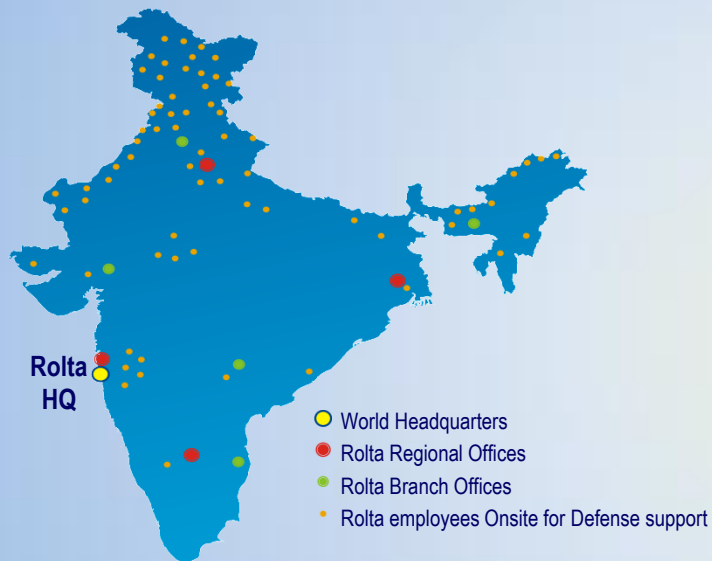 Rolta
HQ
World Headquarters
Rolta Regional Offices
Rolta Branch Offices
Rolta employees Onsite for Defense support